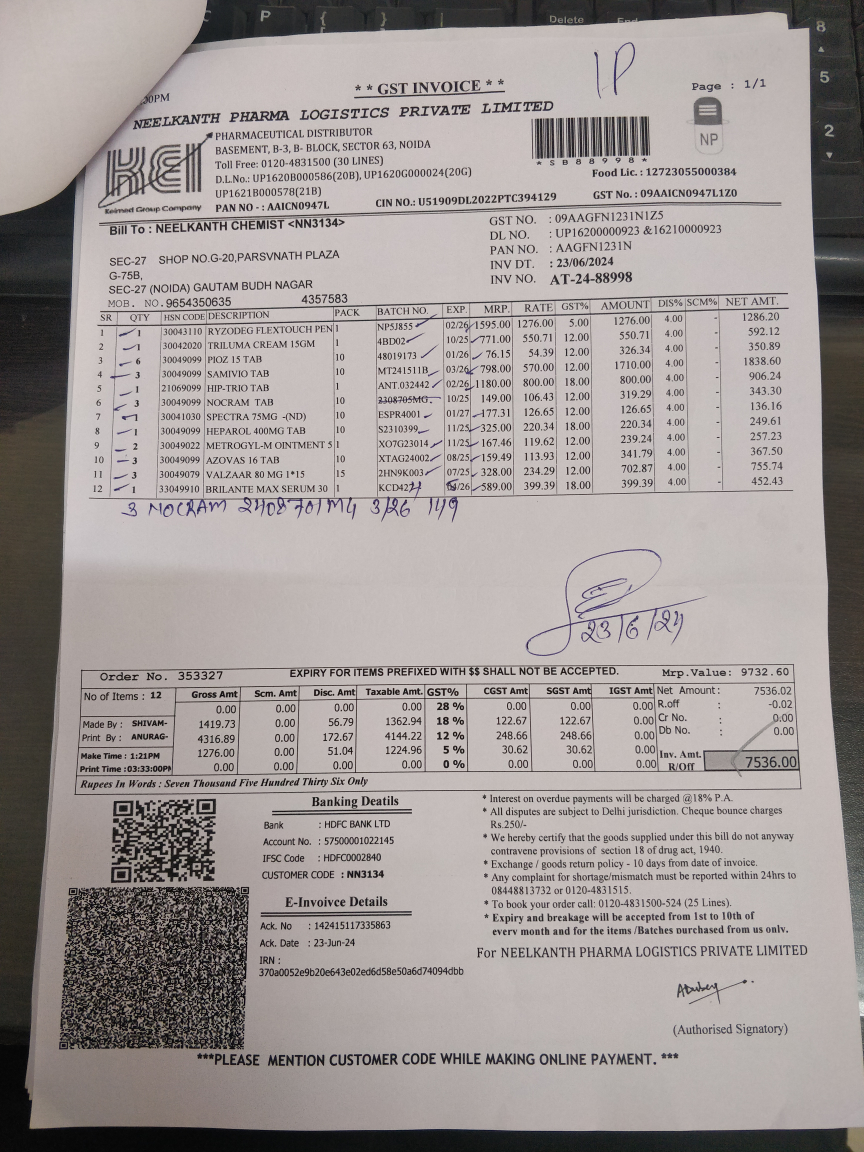 Delete End
P
8
5
2
:30PM
* * GST INVOICE * *
IP
Page : 1/1
NEELKANTH PHARMA LOGISTICS PRIVATE LIMITED
KEI
Keimed Group Company
PHARMACEUTICAL DISTRIBUTOR
BASEMENT, B-3, B- BLOCK, SECTOR 63, NOIDA
Toll Free: 0120-4831500 (30 LINES)
D.L.No.: UP1620B000586(20B), UP1620G000024(20G)
UP1621B000578(21B)
PAN NO - : AAICN0947L
CIN NO.: U51909DL2022PTC394129
* S B 8 8 9 9 8 *
NP
Food Lic. : 12723055000384
GST No. : 09AAICN0947L1Z0
Bill To : NEELKANTH CHEMIST <NN3134>
SEC-27 SHOP NO.G-20,PARSVNATH PLAZA
G-75B,
SEC-27 (NOIDA) GAUTAM BUDH NAGAR
MOB. NO. 9654350635 4357583
GST NO. : 09AAGFN1231N1Z5
DL NO. : UP16200000923 &16210000923
PAN NO. : AAGFN1231N
INV DT. : 23/06/2024
INV NO. AT-24-88998
SR QTY HSN CODE DESCRIPTION PACK BATCH NO. EXP. MRP. RATE GST% AMOUNT DIS% SCM% NET AMT.
1 1 30043110 RYZODEG FLEXTOUCH PEN 1 NP5J855 02/26 1595.00 1276.00 5.00 1276.00 4.00 - 1286.20
2 1 30042020 TRILUMA CREAM 15GM 1 4BD02 10/25 771.00 550.71 12.00 550.71 4.00 - 592.12
3 6 30049099 PIOZ 15 TAB 10 48019173 01/26 76.15 54.39 12.00 326.34 4.00 - 350.89
4 3 30049099 SAMIVIO TAB 10 MT241511B 03/26 798.00 570.00 12.00 1710.00 4.00 - 1838.60
5 1 21069099 HIP-TRIO TAB 1 ANT.032442 02/26 1180.00 800.00 18.00 800.00 4.00 - 906.24
6 3 30049099 NOCRAM TAB 10 2308705MG. 10/25 149.00 106.43 12.00 319.29 4.00 - 343.30
7 30041030 SPECTRA 75MG -(ND) 10 ESPR4001 01/27 177.31 126.65 12.00 126.65 4.00 - 136.16
8 1 30049099 HEPAROL 400MG TAB 10 S2310399 11/25 325.00 220.34 18.00 220.34 4.00 - 249.61
9 2 30049022 METROGYL-M OINTMENT 5 1 XO7G23014 11/25 167.46 119.62 12.00 239.24 4.00 - 257.23
10 3 30049099 AZOVAS 16 TAB 10 XTAG24002 08/25 159.49 113.93 12.00 341.79 4.00 - 367.50
11 3 30049079 VALZAAR 80 MG 1*15 15 2HN9K003 07/25 328.00 234.29 12.00 702.87 4.00 - 755.74
12 1 33049910 BRILANTE MAX SERUM 30 1 /26 589.00 399.39 18.00 399.39 4.00 - 452.43
3 NOCRAM 3/26 149
23/6/24
Order No. 353327 EXPIRY FOR ITEMS PREFIXED WITH $$ SHALL NOT BE ACCEPTED. Mrp.Value: 9732.60
No of Items : 12
Made By : SHIVAM-
Print By : ANURAG-
Make Time : 1:21PM
Print Time :03:33:00PM
Gross Amt Scm. Amt Disc. Amt Taxable Amt. GST% CGST Amt SGST Amt IGST Amt
0.00 0.00 0.00 0.00 28 % 0.00 0.00 0.00
1419.73 0.00 56.79 1362.94 18 % 122.67 122.67 0.00
4316.89 0.00 172.67 4144.22 12 % 248.66 248.66 0.00
1276.00 0.00 51.04 1224.96 5 % 30.62 30.62 0.00
0.00 0.00 0.00 0.00 0 % 0.00 0.00 0.00
Net Amount : 7536.02
R.off : -0.02
Cr No. : 0.00
Db No. : 0.00
Inv. Amt.
R/Off 7536.00
Rupees In Words : Seven Thousand Five Hundred Thirty Six Only
Banking Deatils
Bank : HDFC BANK LTD
Account No. : 57500001022145
IFSC Code : HDFC0002840
CUSTOMER CODE : NN3134
E-Invoivce Details
Ack. No : 142415117335863
Ack. Date : 23-Jun-24
IRN :
370a0052e9b20e643e02ed6d58e50a6d74094dbb
* Interest on overdue payments will be charged @18% P.A.
* All disputes are subject to Delhi jurisdiction. Cheque bounce charges
Rs.250/-
* We hereby certify that the goods supplied under this bill do not anyway
contravene provisions of section 18 of drug act, 1940.
* Exchange / goods return policy - 10 days from date of invoice.
* Any complaint for shortage/mismatch must be reported within 24hrs to
08448813732 or 0120-4831515.
* To book your order call: 0120-4831500-524 (25 Lines).
* Expiry and breakage will be accepted from 1st to 10th of
every month and for the items /Batches purchased from us only.
For NEELKANTH PHARMA LOGISTICS PRIVATE LIMITED
ADubey
(Authorised Signatory)
***PLEASE MENTION CUSTOMER CODE WHILE MAKING ONLINE PAYMENT. ***